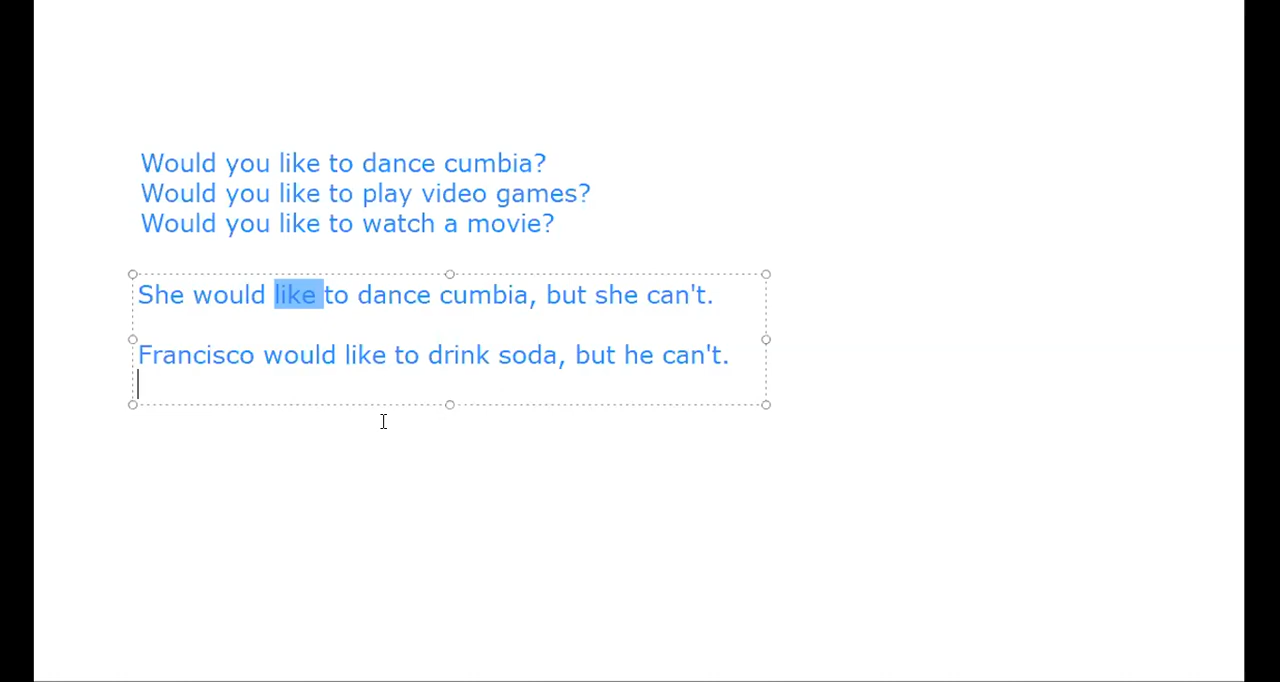 Would you like to dance cumbia?
Would you like to play video games?
Would you like to watch a movie?
She would like to dance cumbia, but she can't.
Francisco would like to drink soda, but he can't.